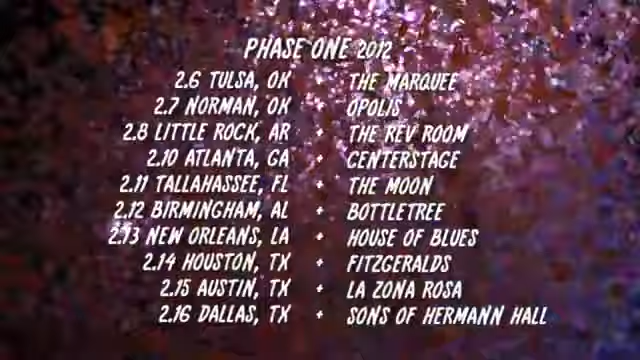 PHASE ONE 2012
2.6 TULSA, OK THE MARQUEE
2.7 NORMAN, OK OPOLIS
2.8 LITTLE ROCK, AR + THE REV ROOM
2.10 ATLANTA, GA + CENTERSTAGE
2.11 TALLAHASSEE, FL + THE MOON
2.12 BIRMINGHAM, AL + BOTTLETREE
2.13 NEW ORLEANS, LA + HOUSE OF BLUES
2.14 HOUSTON, TX + FITZGERALDS
2.15 AUSTIN, TX + LA ZONA ROSA
2.16 DALLAS, TX + SONS OF HERMANN HALL